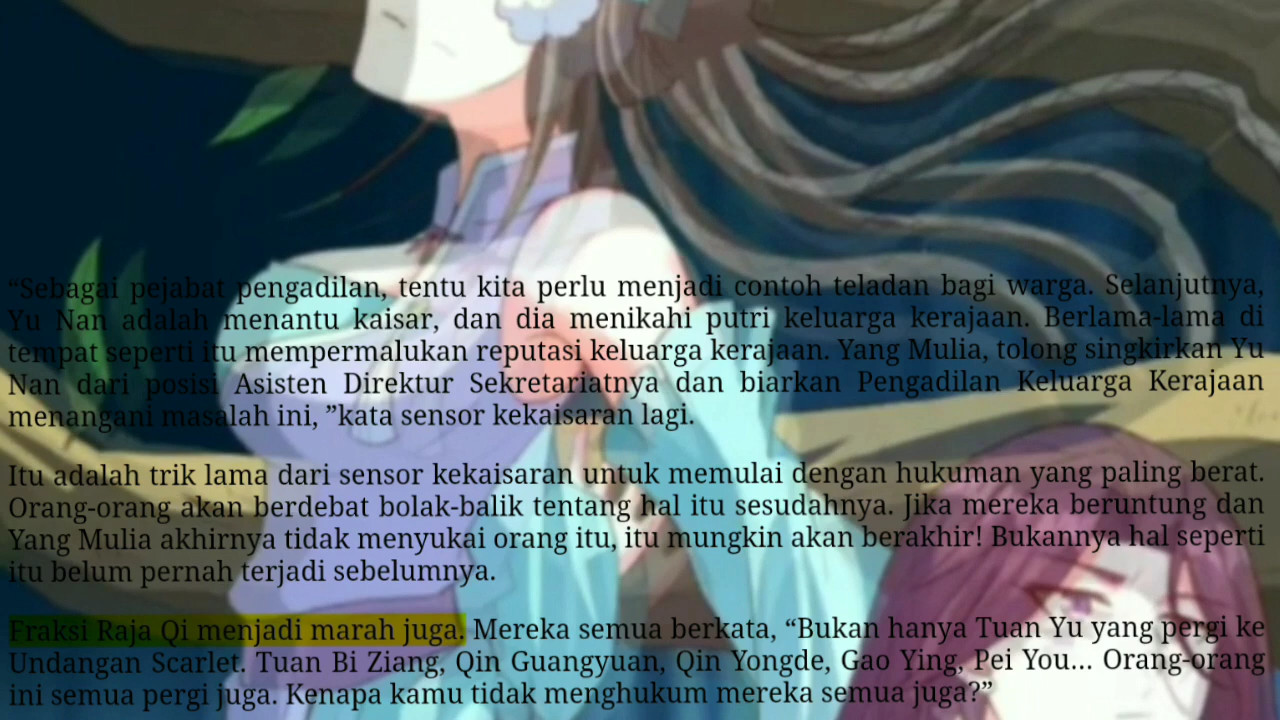 “Sebagai pejabat pengadilan, tentu kita perlu menjadi contoh teladan bagi warga. Selanjutnya,
Yu Nan adalah menantu kaisar, dan dia menikahi putri keluarga kerajaan. Berlama-lama di
tempat seperti itu mempermalukan reputasi keluarga kerajaan. Yang Mulia, tolong singkirkan Yu
Nan dari posisi Asisten Direktur Sekretariatnya dan biarkan Pengadilan Keluarga Kerajaan
menangani masalah ini, ”kata sensor kekaisaran lagi.
Itu adalah trik lama dari sensor kekaisaran untuk memulai dengan hukuman yang paling berat.
Orang-orang akan berdebat bolak-balik tentang hal itu sesudahnya. Jika mereka beruntung dan
Yang Mulia akhirnya tidak menyukai orang itu, itu mungkin akan berakhir! Bukannya hal seperti
itu belum pernah terjadi sebelumnya.
Fraksi Raja Qi menjadi marah juga. Mereka semua berkata, “Bukan hanya Tuan Yu yang pergi ke
Undangan Scarlet. Tuan Bi Ziang, Qin Guangyuan, Qin Yongde, Gao Ying, Pei You... Orang-orang
ini semua pergi juga. Kenapa kamu tidak menghukum mereka semua juga?”